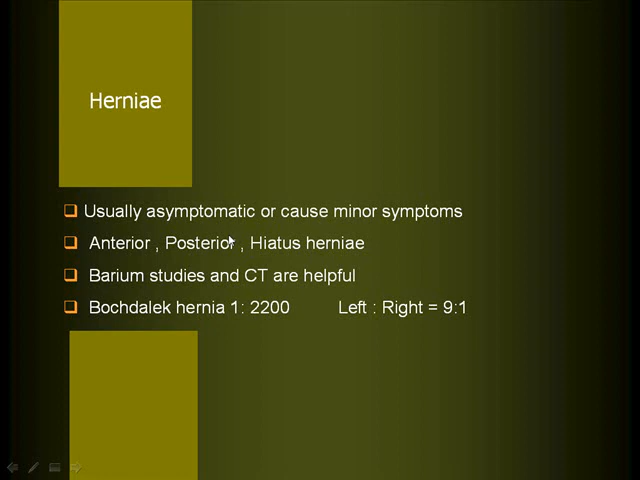 Herniae
Usually asymptomatic or cause minor symptoms
Anterior , Posterior , Hiatus herniae
Barium studies and CT are helpful
Bochdalek hernia 1: 2200 Left : Right = 9:1